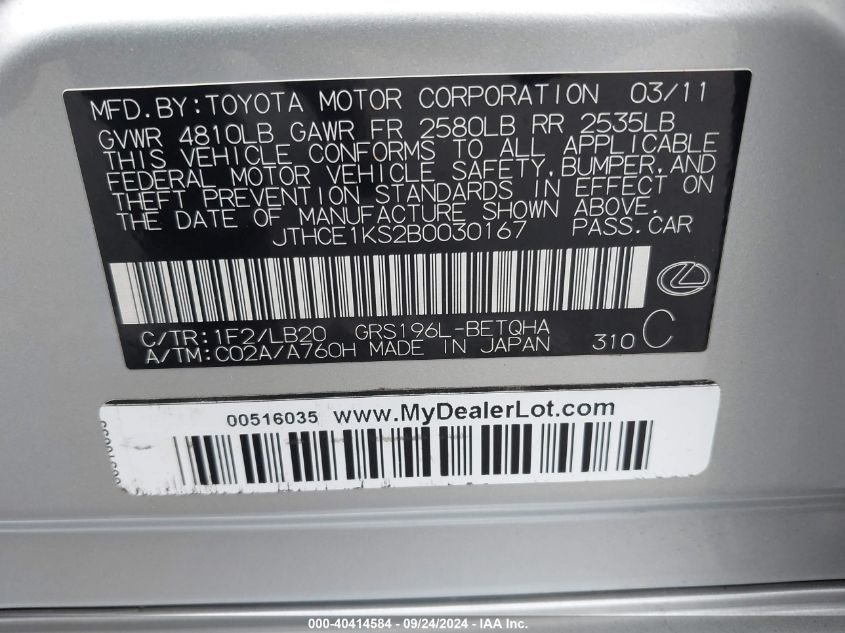 MFD.BY:TOYOTA MOTOR CORPORATION 03/11
GVWR 4810LB GAWR FR 2580LB RR 2535LB
THIS VEHICLE CONFORMS TO ALL APPLICABLE
FEDERAL MOTOR VEHICLE SAFETY,BUMPER,AND
THEFT PREVENTION STANDARDS IN EFFECT ON
THE DATE OF MANUFACTURE SHOWN ABOVE.
JTHCE1KS2B0030167 PASS.CAR
C/TR:1F2/LB20 GRS196L-BETQHA
A/TM:C02A/A760H MADE IN JAPAN 310 C
00516035 www.MyDealerLot.com
000-40414584 - 09/24/2024 - IAA Inc.